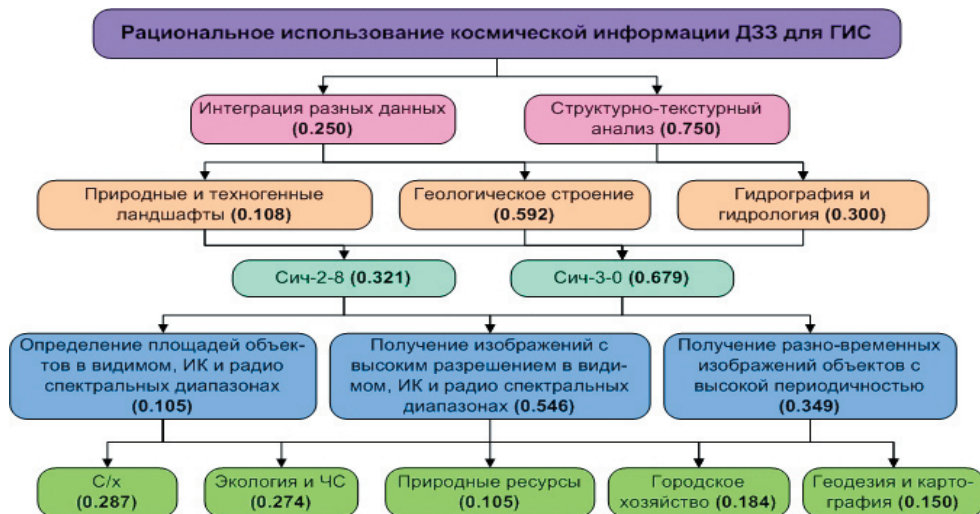 Рациональное использование космической информации ДЗЗ для ГИС
Интеграция разных данных
(0.250)
Структурно-текстурный
анализ (0.750)
Природные и техногенные
ландшафты (0.108)
Геологическое строение
(0.592)
Гидрография и
гидрология (0.300)
Сич-2-8 (0.321)
Сич-3-0 (0.679)
Определение площадей объек-
тов в видимом, ИК и радио
спектральных диапазонах
(0.105)
Получение изображений с
высоким разрешением в види-
мом, ИК и радио спектральных
диапазонах (0.546)
Получение разно-временных
изображений объектов с
высокой периодичностью
(0.349)
С/х
(0.287)
Экология и ЧС
(0.274)
Природные ресурсы
(0.105)
Городское
хозяйство (0.184)
Геодезия и карто-
графия (0.150)